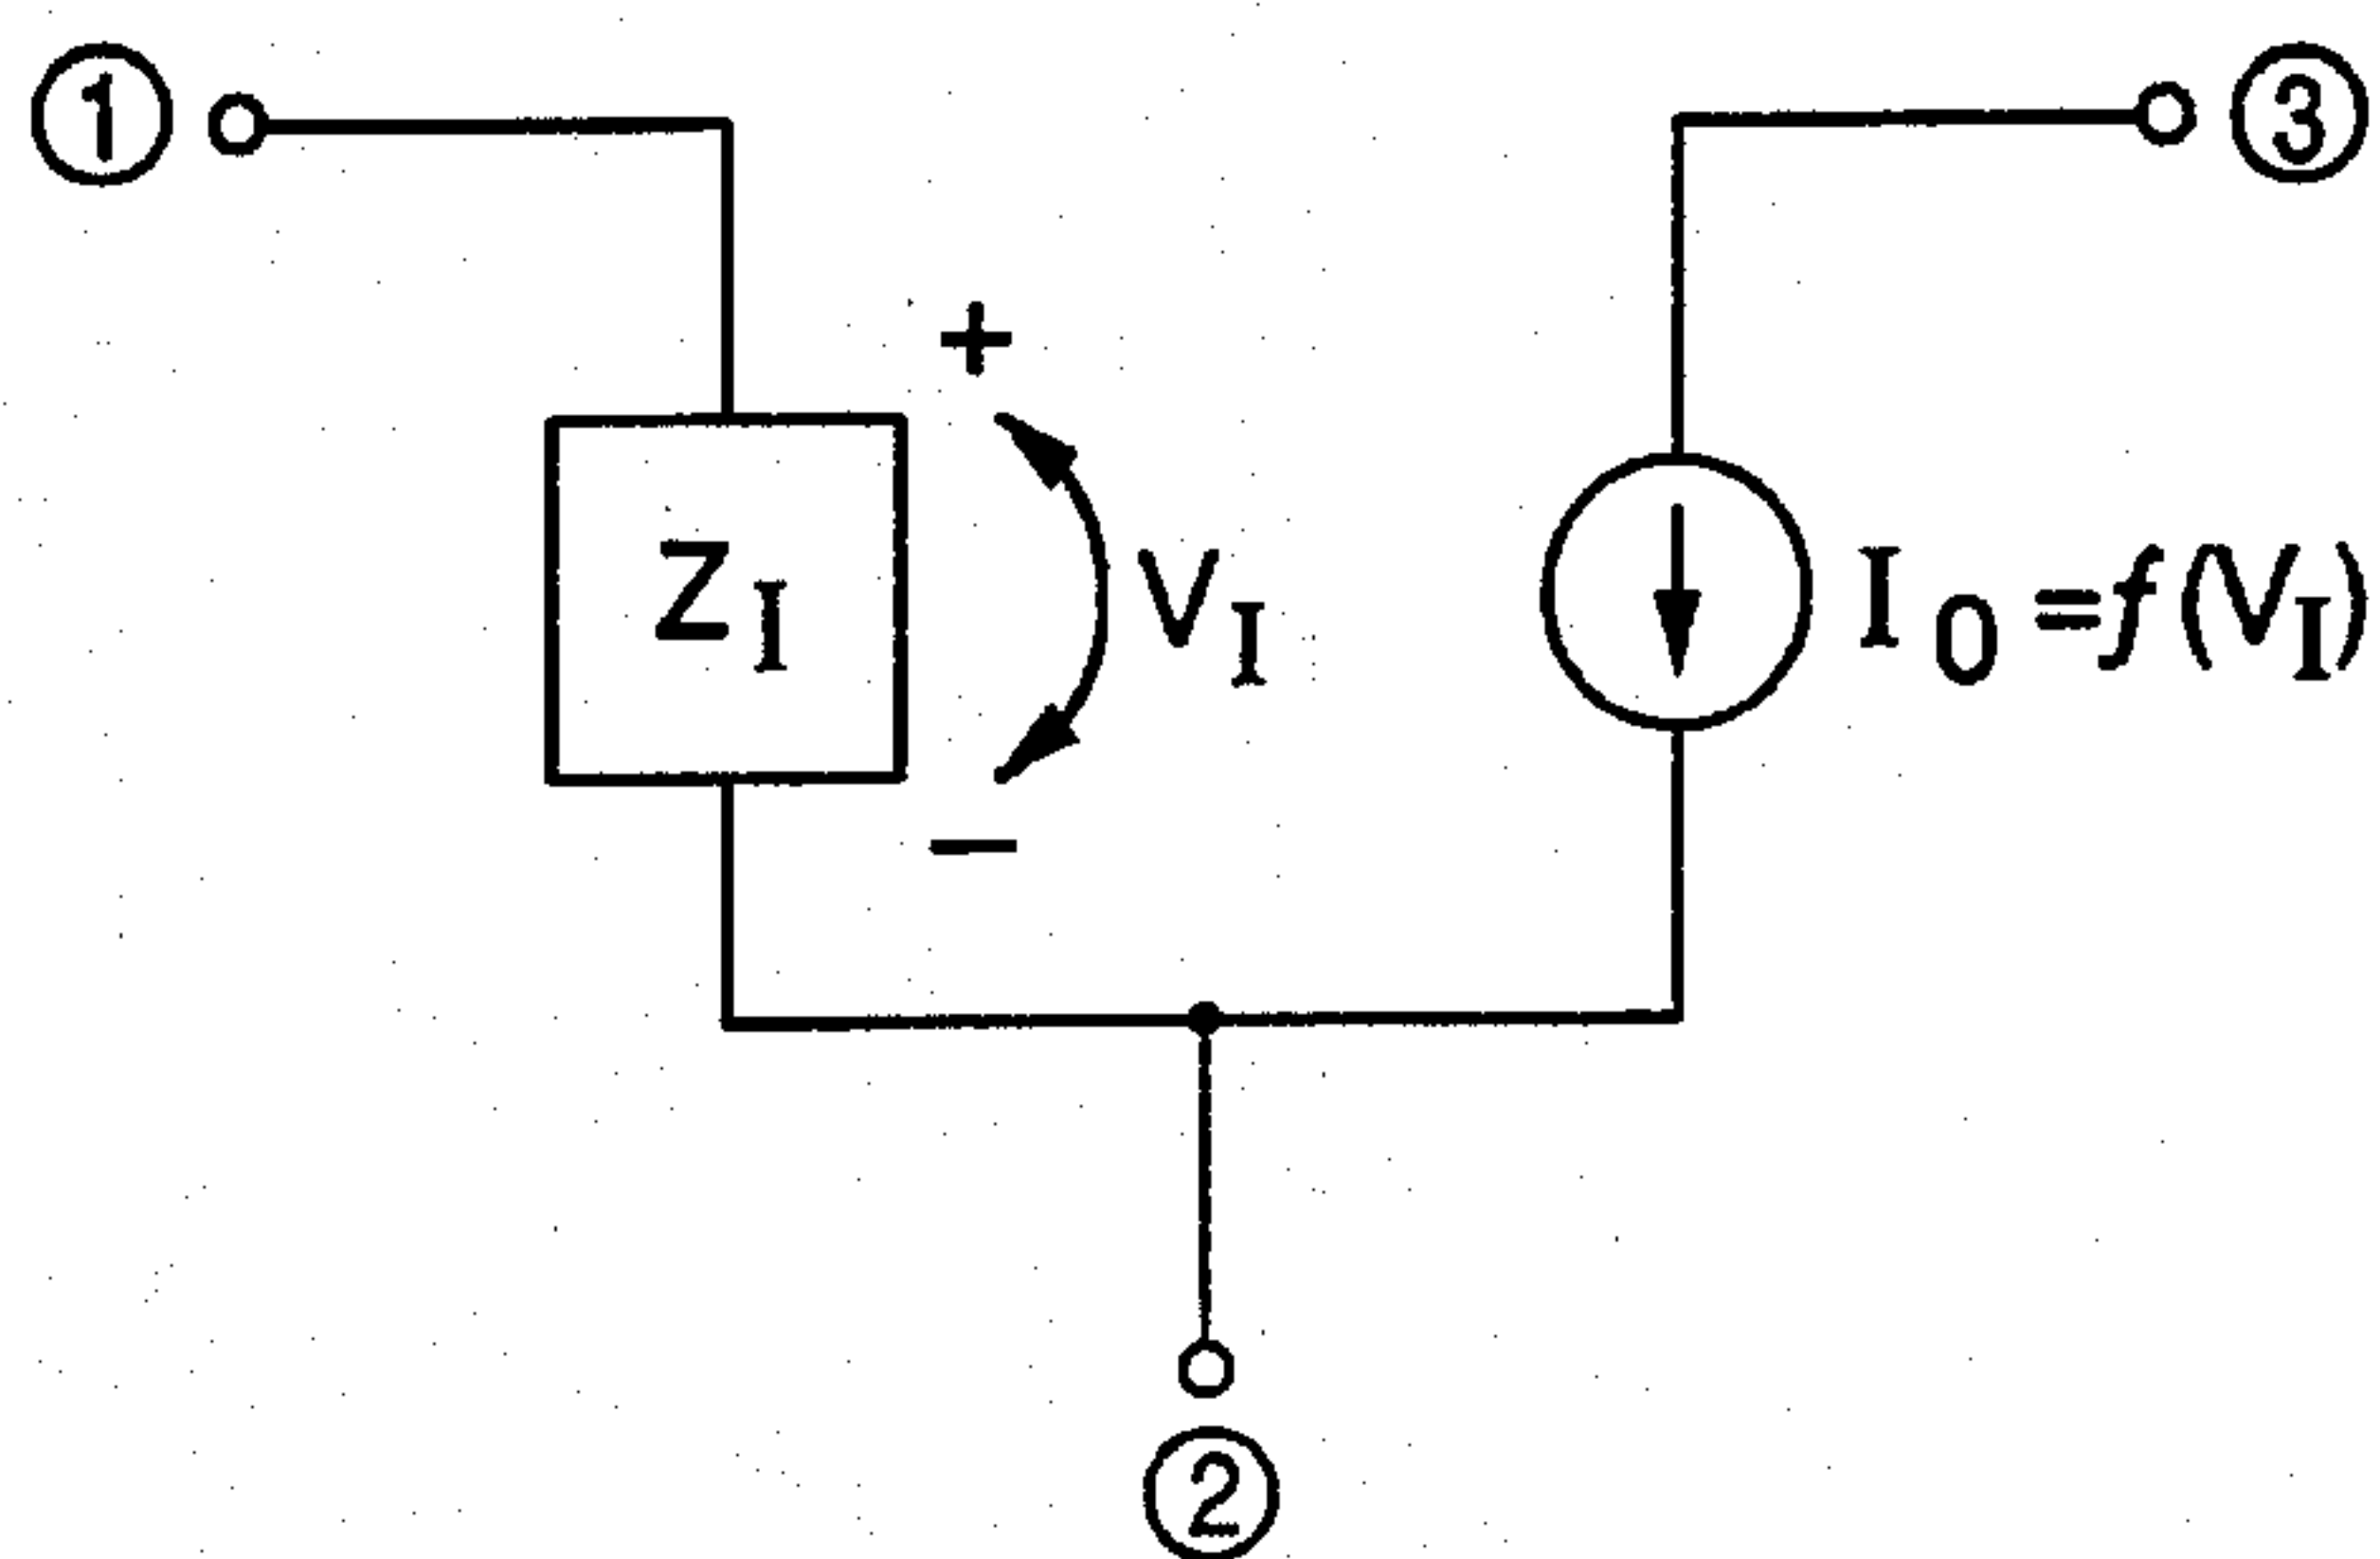 ①
③
+
Z_I
V_I
I_O = f(V_I)
−
②